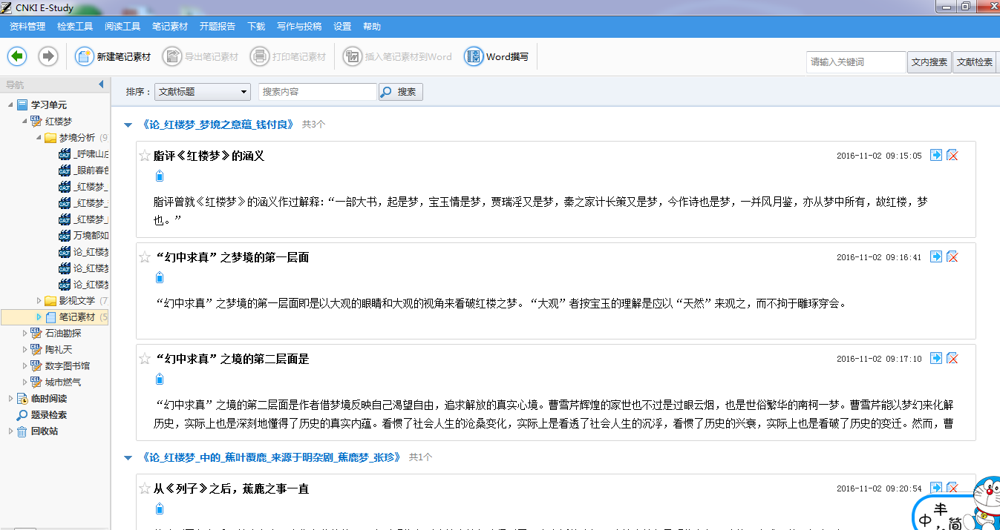 CNKI E-Study
资料管理 检索工具 阅读工具 笔记素材 开题报告 下载 写作与投稿 设置 帮助
新建笔记素材 导出笔记素材 打印笔记素材 插入笔记素材到Word Word撰写 请输入关键词 文内搜索 文献检索
导航
排序： 文献标题 搜索内容 搜索
学习单元
红楼梦
梦境分析 (9
_呼啸山
_眼前春
_红楼梦_
_红楼梦_
_红楼梦_
万境都如
论_红楼
论_红楼
论_红楼
影视文学 (7
笔记素材 (5
石油勘探
陶礼天
数字图书馆
城市燃气
临时阅读
题录检索
回收站
《论_红楼梦_梦境之意蕴_钱付良》 共3个
脂评《红楼梦》的涵义 2016-11-02 09:15:05
脂评曾就《红楼梦》的涵义作过解释：“一部大书，起是梦，宝玉情是梦，贾瑞淫又是梦，秦之家计长策又是梦，今作诗也是梦，一并风月鉴，亦从梦中所有，故红楼，梦
也。”
“幻中求真”之梦境的第一层面 2016-11-02 09:16:41
“幻中求真”之梦境的第一层面即是以大观的眼睛和大观的视角来看破红楼之梦。“大观”者按宝玉的理解是应以“天然”来观之，而不拘于雕琢穿会。
“幻中求真”之境的第二层面是 2016-11-02 09:17:10
“幻中求真”之境的第二层面是作者借梦境反映自己渴望自由，追求解放的真实心境。曹雪芹辉煌的家世也不过是过眼云烟，也是世俗繁华的南柯一梦。曹雪芹能以梦幻来化解
历史，实际上也是深刻地懂得了历史的真实内蕴。看惯了社会人生的沧桑变化，实际上是看透了社会人生的沉浮，看惯了历史的兴衰，实际上也是看破了历史的变迁。然而，曹
《论_红楼梦_中的_蕉叶覆鹿_来源于明杂剧_蕉鹿梦_张珍》 共1个
从《列子》之后，蕉鹿之事一直 2016-11-02 09:20:54
中 半 简